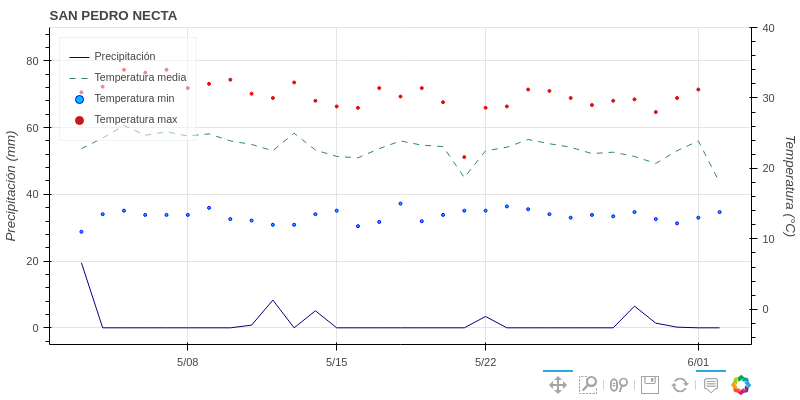 SAN PEDRO NECTA
Precipitación
Temperatura media
Temperatura min
Temperatura max
Precipitación (mm)
80
60
40
20
0
Temperatura (°C)
40
30
20
10
0
5/08
5/15
5/22
6/01